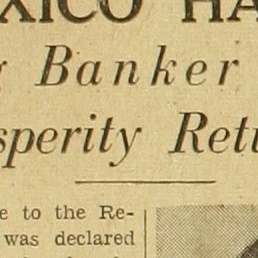 XICO HA
g Banker
sperity Retu
e to the Re-
was declared